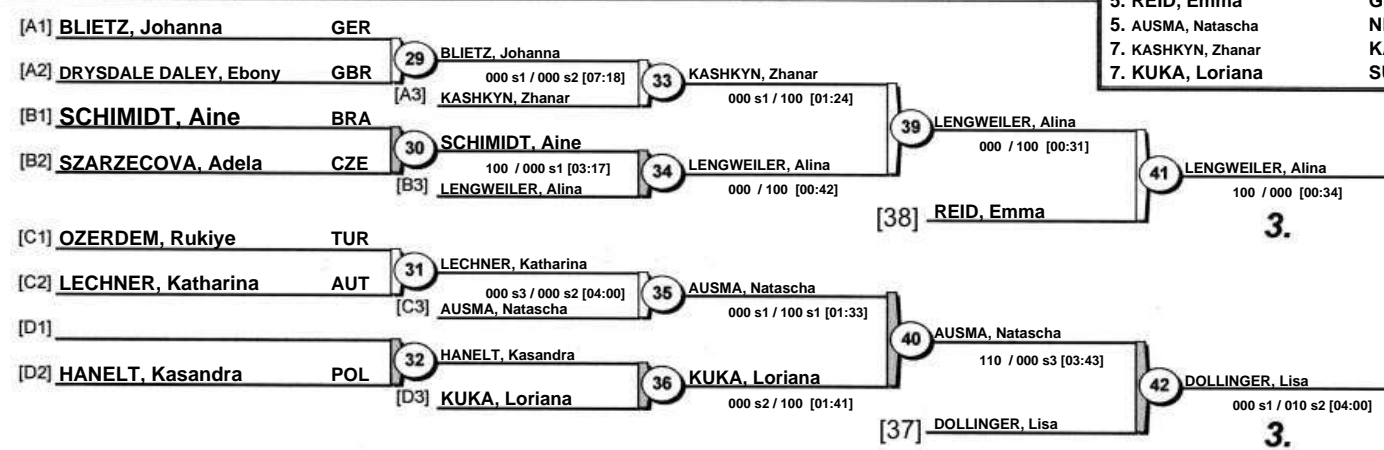 5. REID, Emma G
5. AUSMA, Natascha N
7. KASHKYN, Zhanar KA
7. KUKA, Loriana SU
[A1] BLIETZ, Johanna GER
[A2] DRYSDALE DALEY, Ebony GBR
29
BLIETZ, Johanna
000 s1 / 000 s2 [07:18]
[A3] KASHKYN, Zhanar
33
KASHKYN, Zhanar
000 s1 / 100 [01:24]
[B1] SCHIMIDT, Aine BRA
[B2] SZARZECOVA, Adela CZE
30
SCHIMIDT, Aine
100 / 000 s1 [03:17]
[B3] LENGWEILER, Alina
34
LENGWEILER, Alina
000 / 100 [00:42]
39
LENGWEILER, Alina
000 / 100 [00:31]
[38] REID, Emma
41
LENGWEILER, Alina
100 / 000 [00:34]
3.
[C1] OZERDEM, Rukiye TUR
[C2] LECHNER, Katharina AUT
31
LECHNER, Katharina
000 s3 / 000 s2 [04:00]
[C3] AUSMA, Natascha
35
AUSMA, Natascha
000 s1 / 100 s1 [01:33]
[D1]
[D2] HANELT, Kasandra POL
32
HANELT, Kasandra
[D3] KUKA, Loriana
36
KUKA, Loriana
000 s2 / 100 [01:41]
40
AUSMA, Natascha
110 / 000 s3 [03:43]
[37] DOLLINGER, Lisa
42
DOLLINGER, Lisa
000 s1 / 010 s2 [04:00]
3.